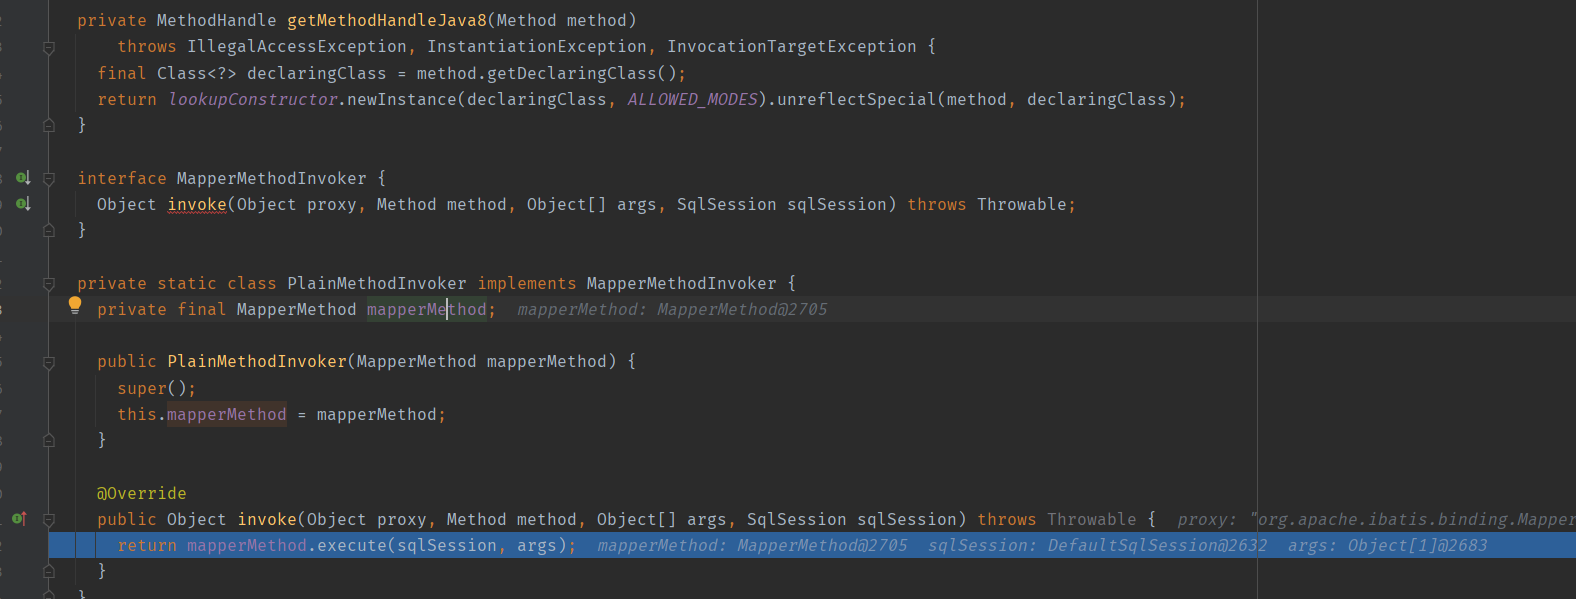 private MethodHandle getMethodHandleJava8(Method method)
throws IllegalAccessException, InstantiationException, InvocationTargetException {
final Class<?> declaringClass = method.getDeclaringClass();
return lookupConstructor.newInstance(declaringClass, ALLOWED_MODES).unreflectSpecial(method, declaringClass);
}
interface MapperMethodInvoker {
Object invoke(Object proxy, Method method, Object[] args, SqlSession sqlSession) throws Throwable;
}
private static class PlainMethodInvoker implements MapperMethodInvoker {
private final MapperMethod mapperMethod; mapperMethod: MapperMethod@2705
public PlainMethodInvoker(MapperMethod mapperMethod) {
super();
this.mapperMethod = mapperMethod;
}
@Override
public Object invoke(Object proxy, Method method, Object[] args, SqlSession sqlSession) throws Throwable { proxy: "org.apache.ibatis.binding.Mapper
return mapperMethod.execute(sqlSession, args); mapperMethod: MapperMethod@2705 sqlSession: DefaultSqlSession@2632 args: Object[1]@2683
}
}